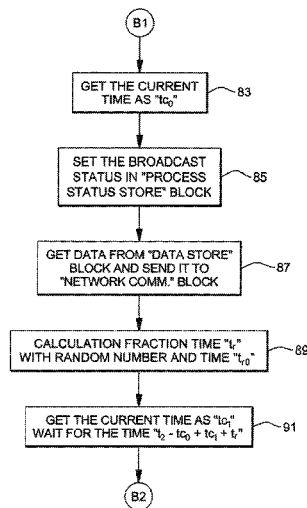 B1
GET THE CURRENT
TIME AS "tc₀"
83
SET THE BROADCAST
STATUS IN "PROCESS
STATUS STORE" BLOCK
85
GET DATA FROM "DATA STORE"
BLOCK AND SEND IT TO
"NETWORK COMM." BLOCK
87
CALCULATION FRACTION TIME "tᵣ"
WITH RANDOM NUMBER AND TIME "tᵣ₀"
89
GET THE CURRENT TIME AS "tc₁"
WAIT FOR THE TIME "t₂ - tc₀ + tc₁ + tᵣ"
91
B2